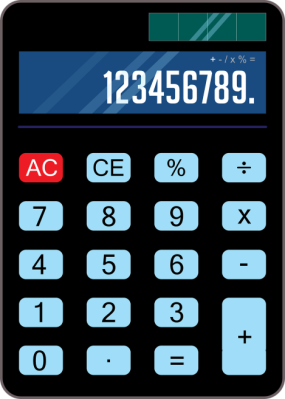 + - / x % =
123456789.
AC CE % ÷
7 8 9 x
4 5 6 -
1 2 3
+
0 . =